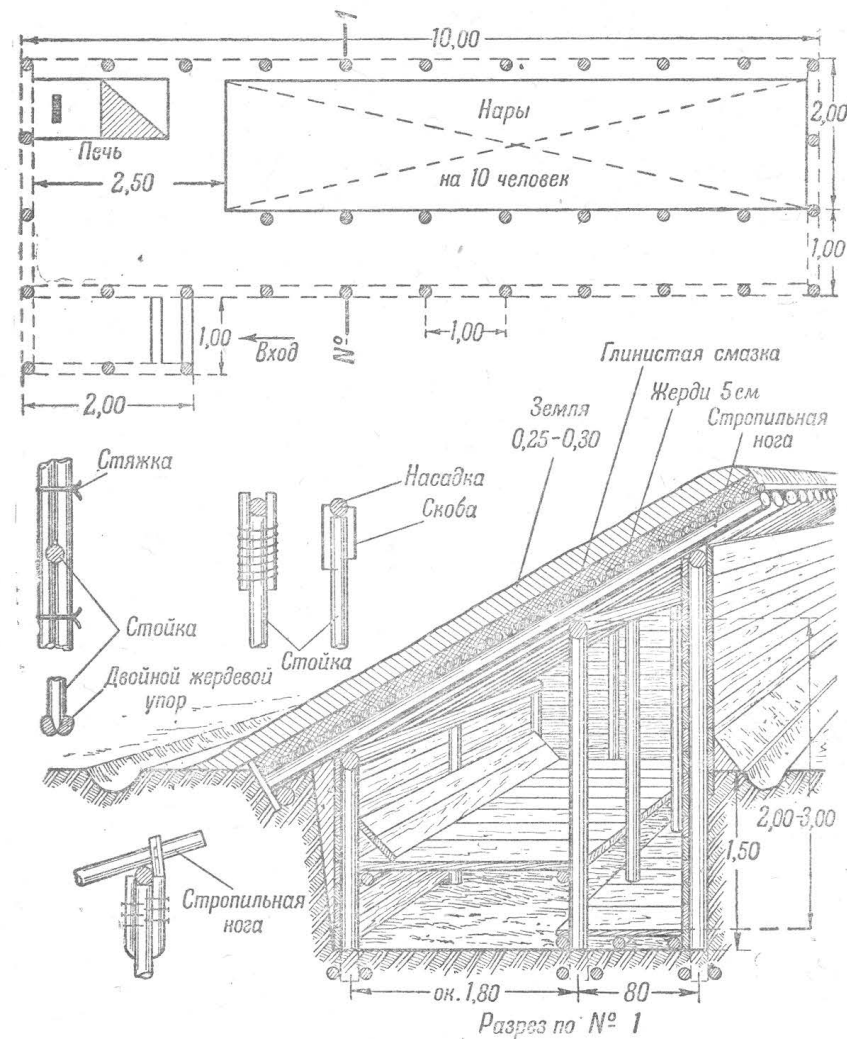 1
10,00
Нары
на 10 человек
Печь
2,50
2,00
1,00
1,00
Вход
№
1,00
2,00
Глинистая смазка
Жерди 5 см
Земля
0,25-0,30
Стропильная
нога
Стяжка
Насадка
Скоба
Стойка
Стойка
Двойной жердевой
упор
Стропильная
нога
2,00-3,00
1,50
ок. 1,80
80
Разрез по № 1